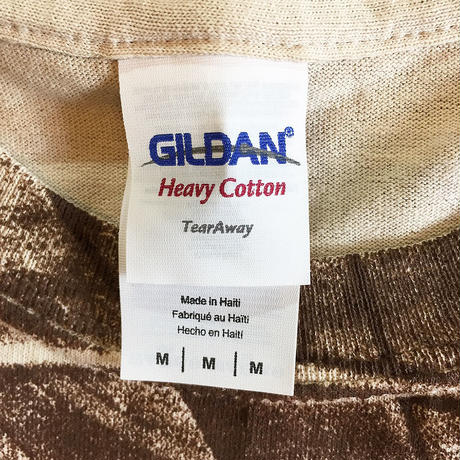 GILDAN®
Heavy Cotton
TearAway
Made in Haiti
Fabriqué au Haïti
Hecho en Haití
M | M | M